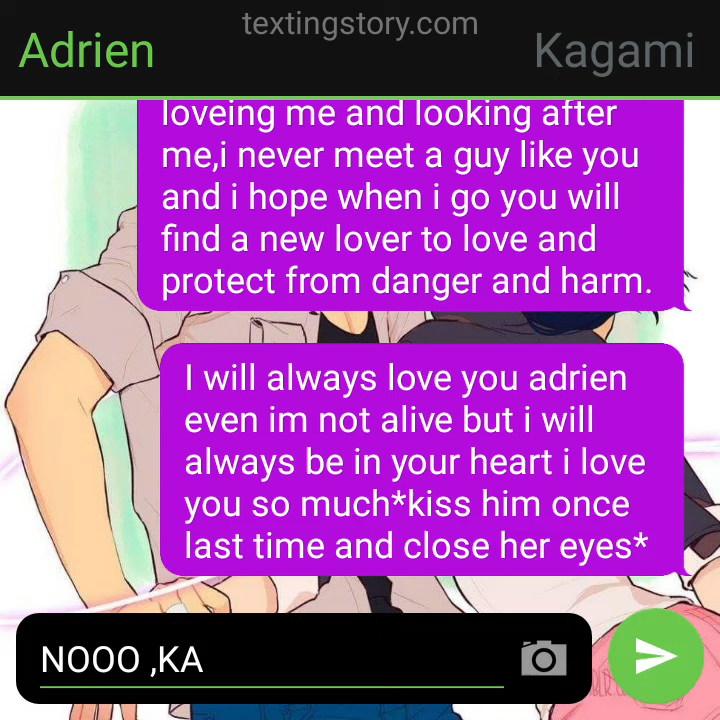 textingstory.com
Adrien
Kagami
loveing me and looking after
me,i never meet a guy like you
and i hope when i go you will
find a new lover to love and
protect from danger and harm.
I will always love you adrien
even im not alive but i will
always be in your heart i love
you so much*kiss him once
last time and close her eyes*
NOOO ,KA